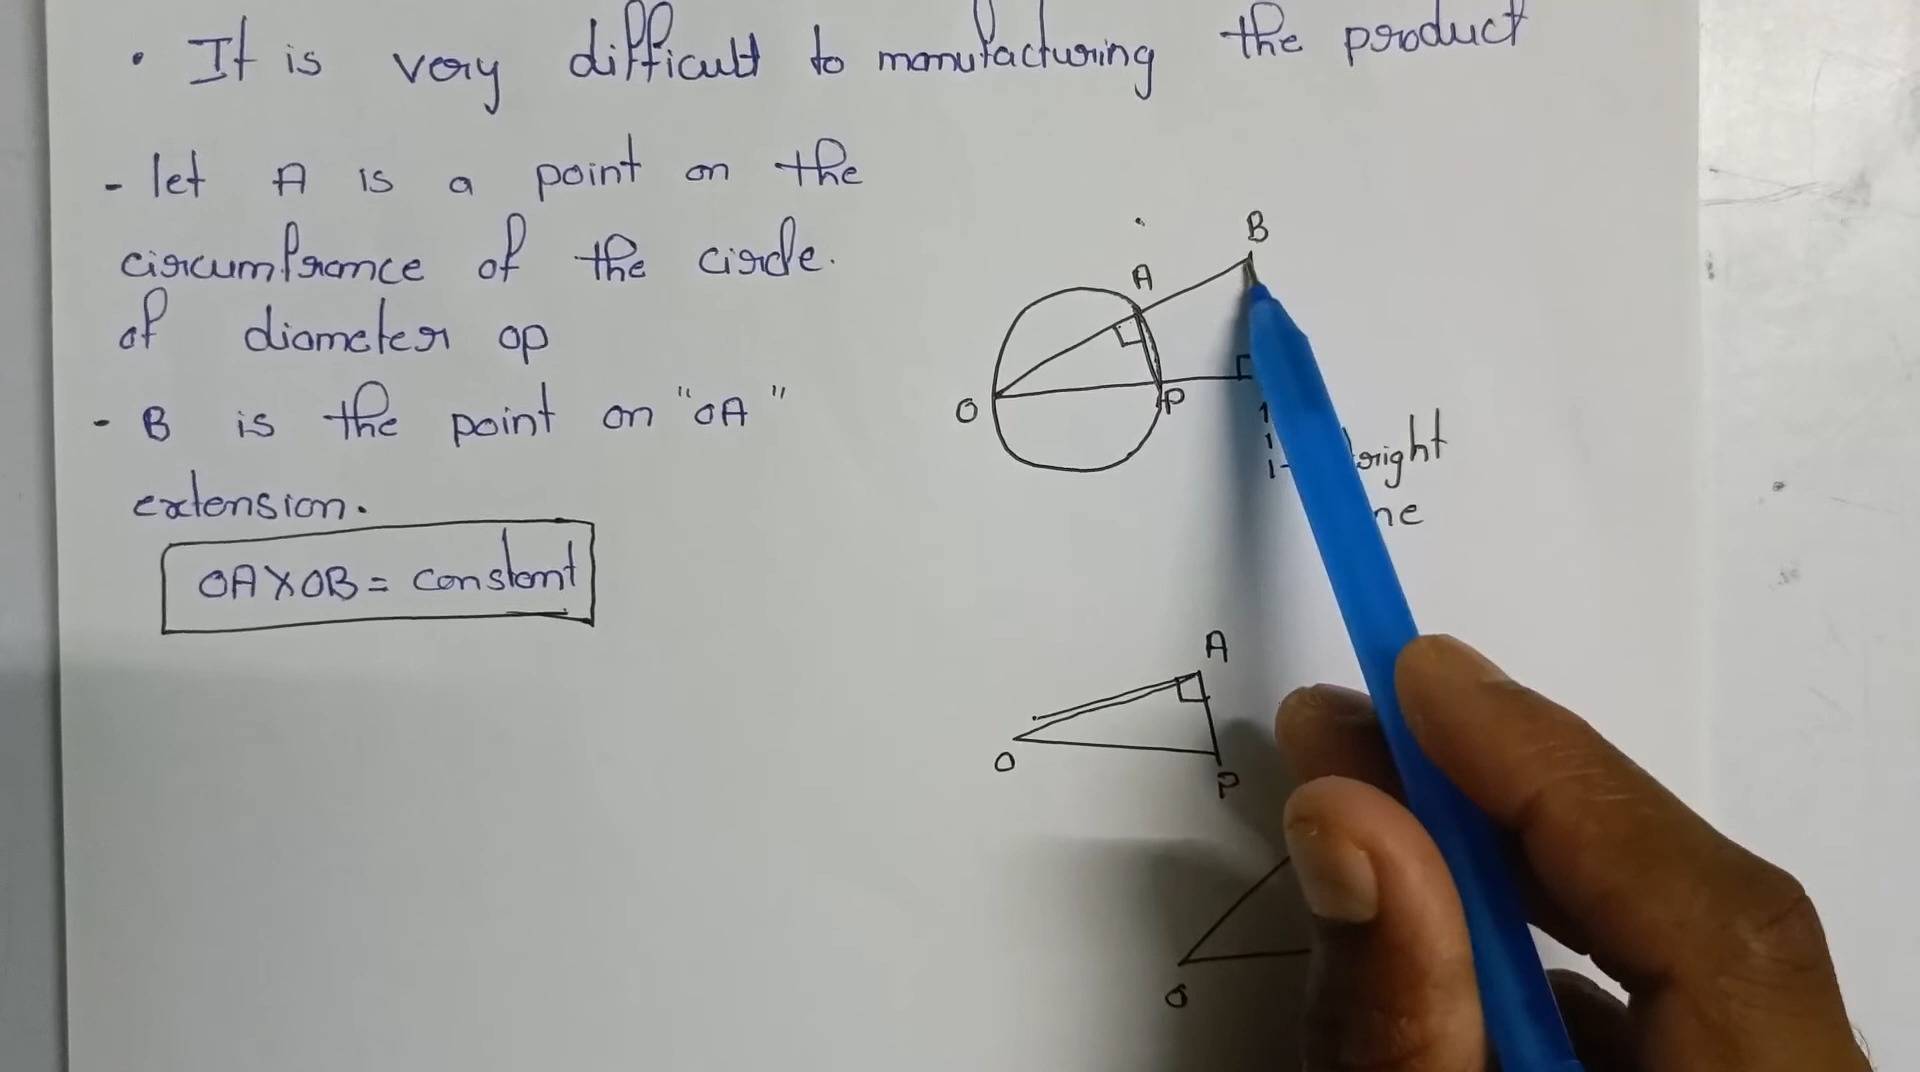 • It is very difficult to manufacturing the product
- let A is a point on the
circumfrance of the circle.
of diameter op
- B is the point on "OA"
extension.
OA X OB = constant
B
A
O
P
A
O
P
O